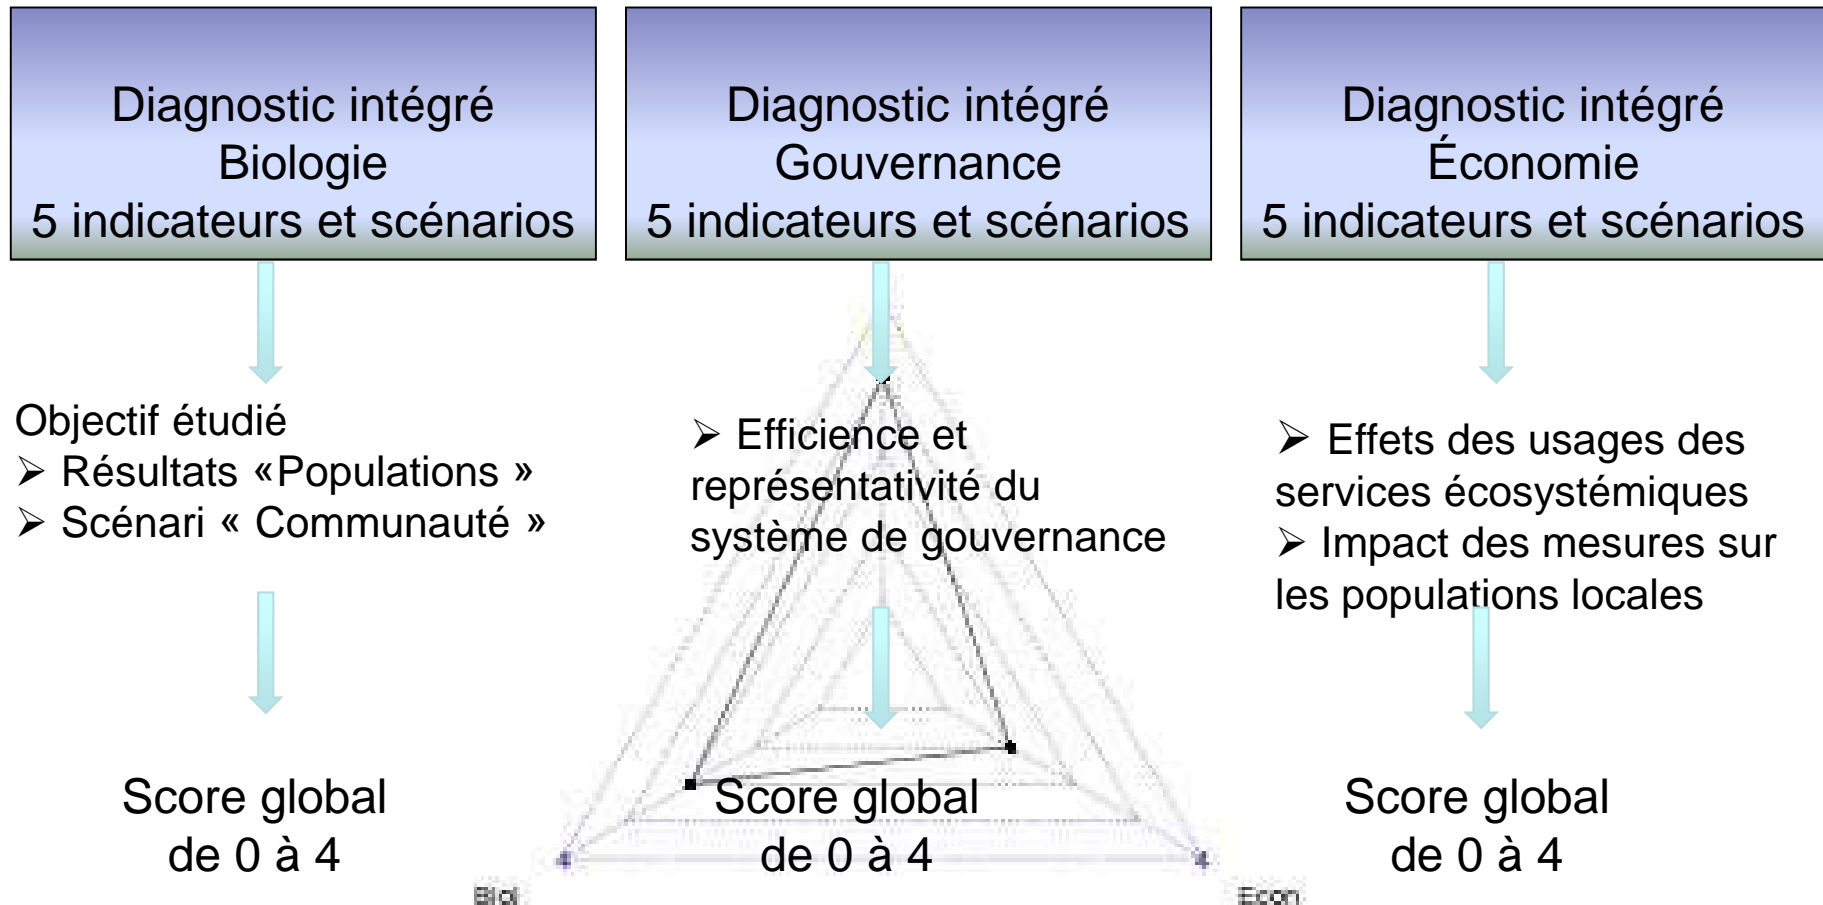 Diagnostic intégré
Biologie
5 indicateurs et scénarios
Diagnostic intégré
Gouvernance
5 indicateurs et scénarios
Diagnostic intégré
Économie
5 indicateurs et scénarios
Objectif étudié
➢ Résultats «Populations »
➢ Scénari « Communauté »
➢ Efficience et
représentativité du
système de gouvernance
➢ Effets des usages des
services écosystémiques
➢ Impact des mesures sur
les populations locales
Score global
de 0 à 4
Score global
de 0 à 4
Score global
de 0 à 4
4
4
Biol
Econ